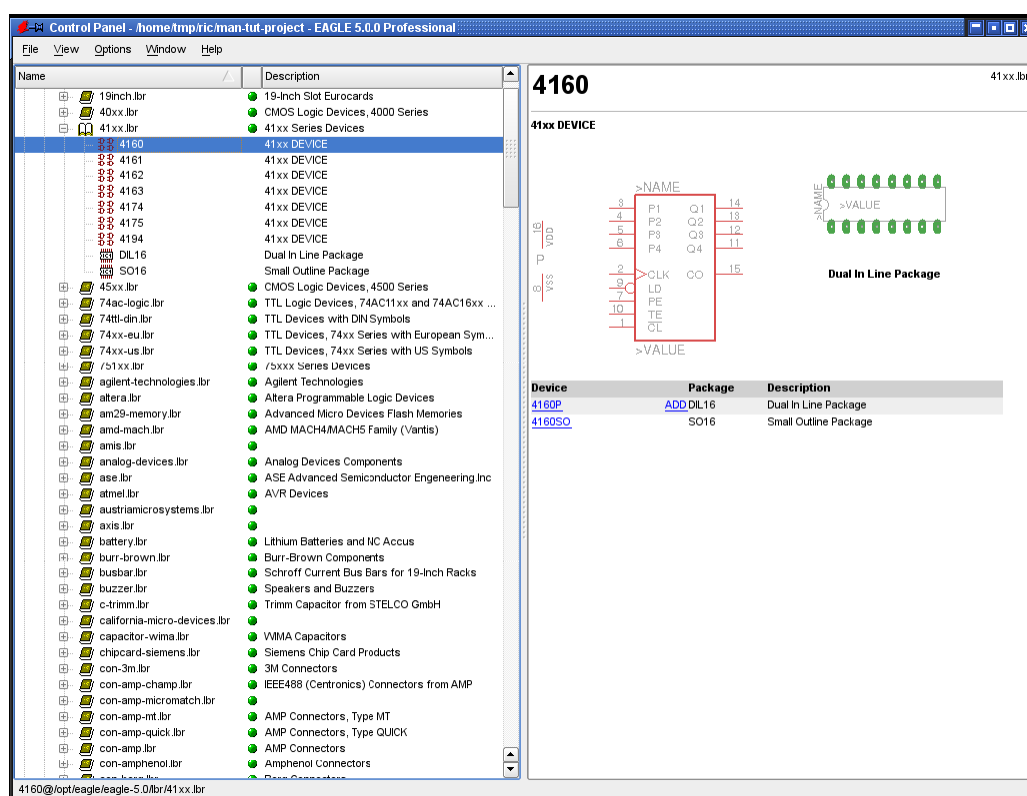 Control Panel - /home/tmp/ric/man-tut-project - EAGLE 5.0.0 Professional
File View Options Window Help
Name Description
19inch.lbr 19-Inch Slot Eurocards
40xx.lbr CMOS Logic Devices, 4000 Series
41xx.lbr 41xx Series Devices
4160 41xx DEVICE
4161 41xx DEVICE
4162 41xx DEVICE
4163 41xx DEVICE
4174 41xx DEVICE
4175 41xx DEVICE
4194 41xx DEVICE
DIL16 Dual In Line Package
SO16 Small Outline Package
45xx.lbr CMOS Logic Devices, 4500 Series
74ac-logic.lbr TTL Logic Devices, 74AC11xx and 74AC16xx ...
74ttl-din.lbr TTL Devices with DIN Symbols
74xx-eu.lbr TTL Devices, 74xx Series with European Sym...
74xx-us.lbr TTL Devices, 74xx Series with US Symbols
751xx.lbr 75xxx Series Devices
agilent-technologies.lbr Agilent Technologies
altera.lbr Altera Programmable Logic Devices
am29-memory.lbr Advanced Micro Devices Flash Memories
amd-mach.lbr AMD MACH4/MACH5 Family (Vantis)
amis.lbr
analog-devices.lbr Analog Devices Components
ase.lbr ASE Advanced Semiconductor Engeneering.Inc
atmel.lbr AVR Devices
austriamicrosystems.lbr
axis.lbr
battery.lbr Lithium Batteries and NC Accus
burr-brown.lbr Burr-Brown Components
busbar.lbr Schroff Current Bus Bars for 19-Inch Racks
buzzer.lbr Speakers and Buzzers
c-trimm.lbr Trimm Capacitor from STELCO GmbH
california-micro-devices.lbr
capacitor-wima.lbr WIMA Capacitors
chipcard-siemens.lbr Siemens Chip Card Products
con-3m.lbr 3M Connectors
con-amp-champ.lbr IEEE488 (Centronics) Connectors from AMP
con-amp-micromatch.lbr
con-amp-mt.lbr AMP Connectors, Type MT
con-amp-quick.lbr AMP Connectors, Type QUICK
con-amp.lbr AMP Connectors
con-amphenol.lbr Amphenol Connectors
4160 41xx.lbr
41xx DEVICE
>NAME
3 P1 Q1 14
4 P2 Q2 13
5 P3 Q3 12
6 P4 Q4 11
2 CLK CO 15
9 LD
7 PE
10 TE
1 CL
>VALUE
16 VDD
P
8 VSS
>NAME
>VALUE
Dual In Line Package
Device Package Description
4160P ADD DIL16 Dual In Line Package
4160SO SO16 Small Outline Package
4160@/opt/eagle/eagle-5.0/lbr/41xx.lbr